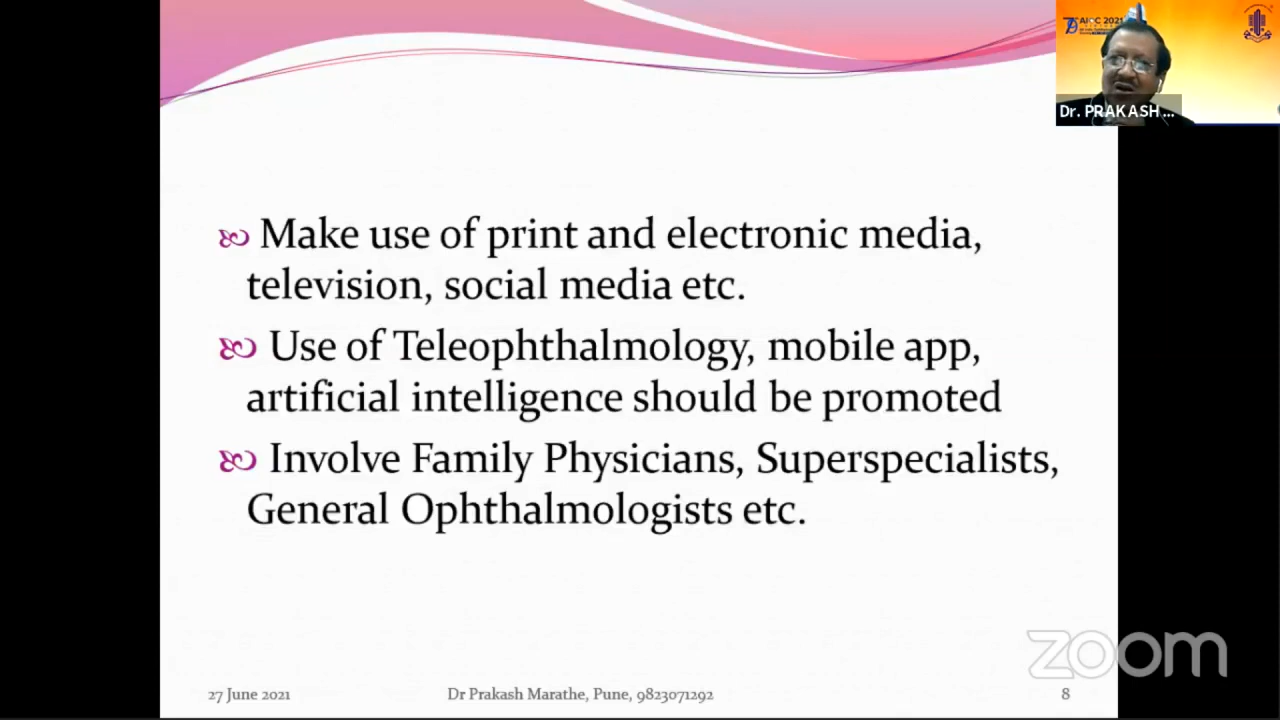 AIOC 2021
Dr. PRAKASH ...
Make use of print and electronic media,
television, social media etc.
Use of Teleophthalmology, mobile app,
artificial intelligence should be promoted
Involve Family Physicians, Superspecialists,
General Ophthalmologists etc.
zoom
27 June 2021
Dr Prakash Marathe, Pune, 9823071292
8